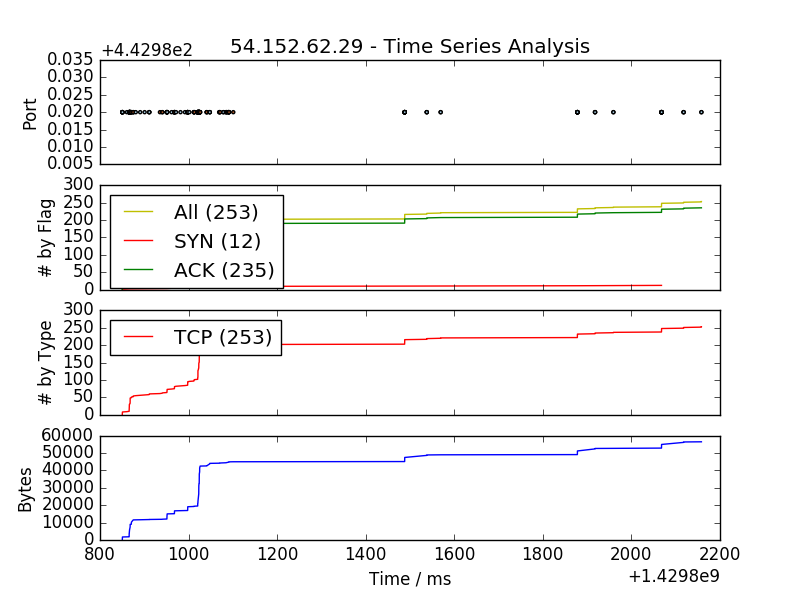 +4.4298e2
54.152.62.29 - Time Series Analysis
0.035
0.030
0.025
0.020
0.015
0.010
0.005
Port
300
250
200
150
100
50
0
# by Flag
All (253)
SYN (12)
ACK (235)
300
250
200
150
100
50
0
# by Type
TCP (253)
60000
50000
40000
30000
20000
10000
0
Bytes
800 1000 1200 1400 1600 1800 2000 2200
Time / ms
+1.4298e9